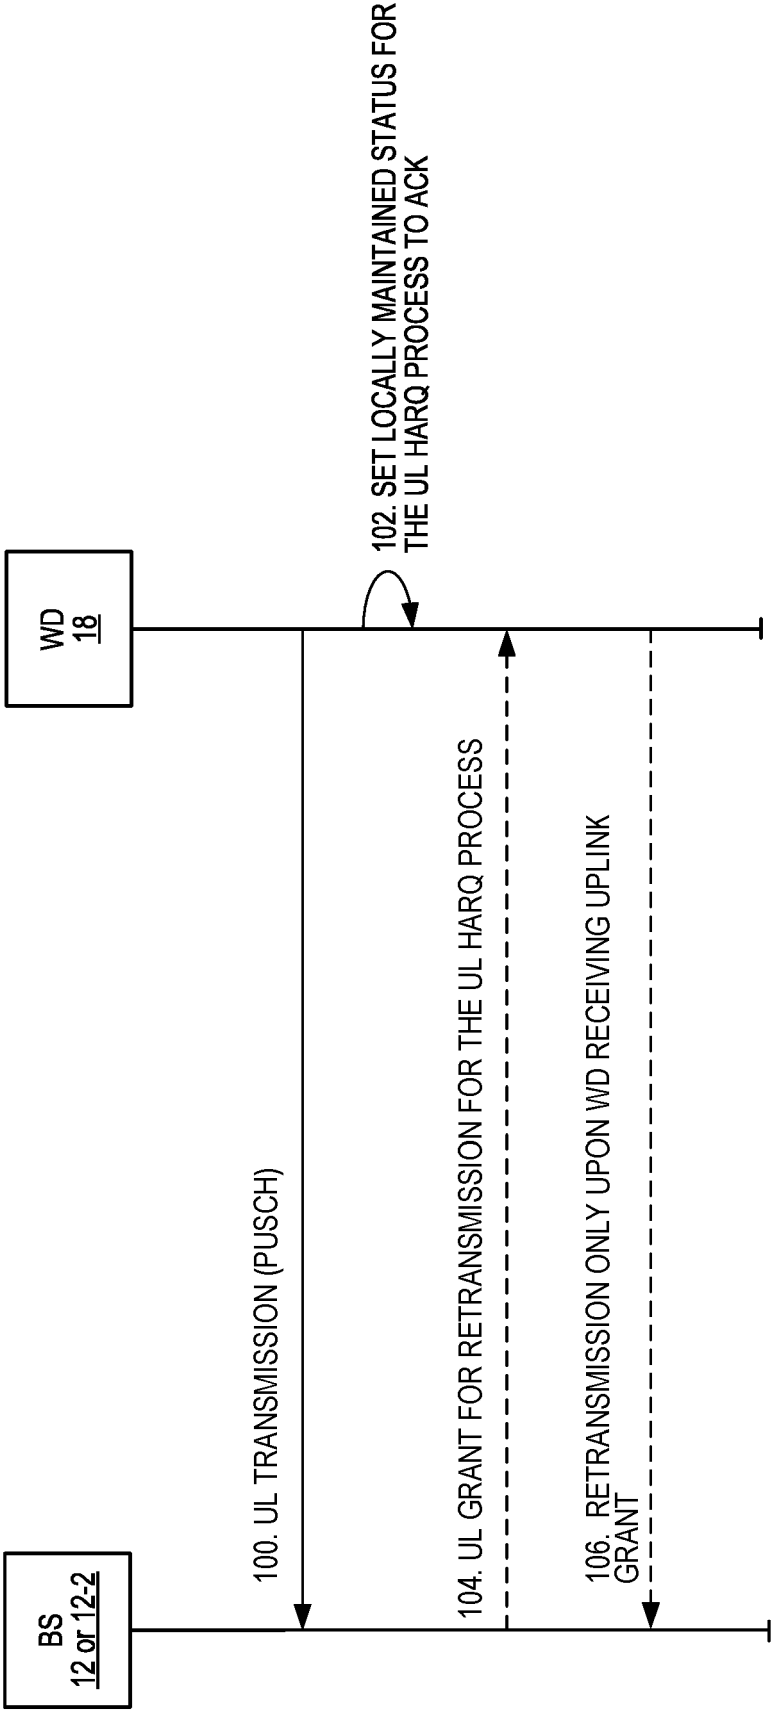 BS
12 or 12-2
WD
18
100. UL TRANSMISSION (PUSCH)
102. SET LOCALLY MAINTAINED STATUS FOR
THE UL HARQ PROCESS TO ACK
104. UL GRANT FOR RETRANSMISSION FOR THE UL HARQ PROCESS
106. RETRANSMISSION ONLY UPON WD RECEIVING UPLINK
GRANT